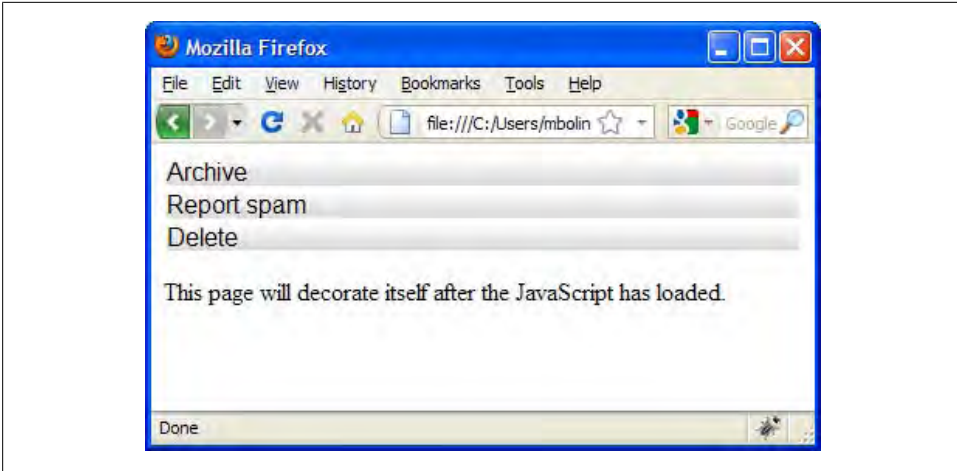 Mozilla Firefox
File Edit View History Bookmarks Tools Help
file:///C:/Users/mbolin Google
Archive
Report spam
Delete
This page will decorate itself after the JavaScript has loaded.
Done